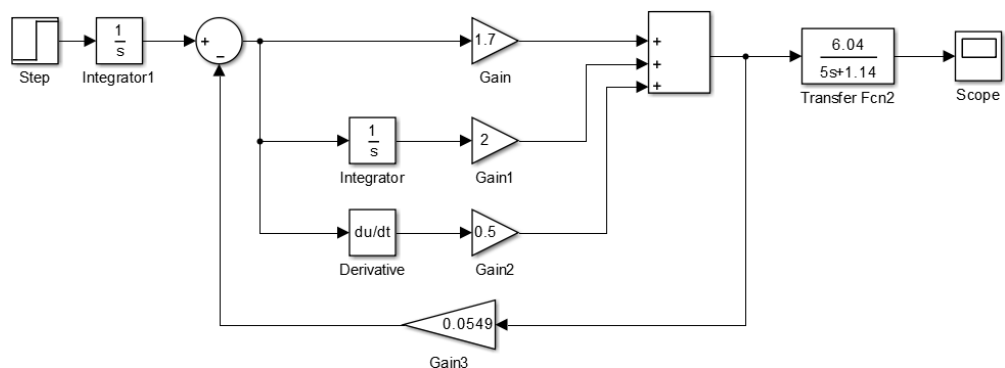 1
s
+
−
1.7
+
+
+
6.04
5s+1.14
Step
Integrator1
Gain
Transfer Fcn2
Scope
1
s
2
Integrator
Gain1
du/dt
0.5
Derivative
Gain2
0.0549
Gain3